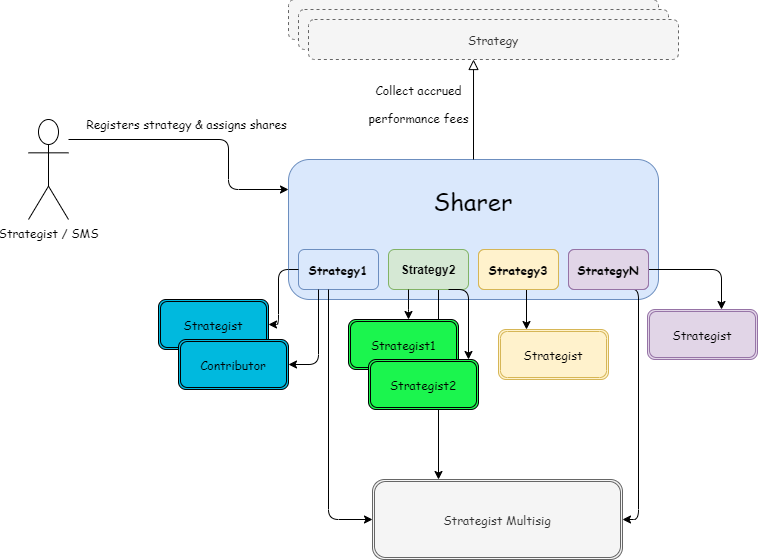 Strategy
Collect accrued
performance fees
Registers strategy & assigns shares
Strategist / SMS
Sharer
Strategy1
Strategy2
Strategy3
StrategyN
Strategist
Contributor
Strategist1
Strategist2
Strategist
Strategist
Strategist Multisig